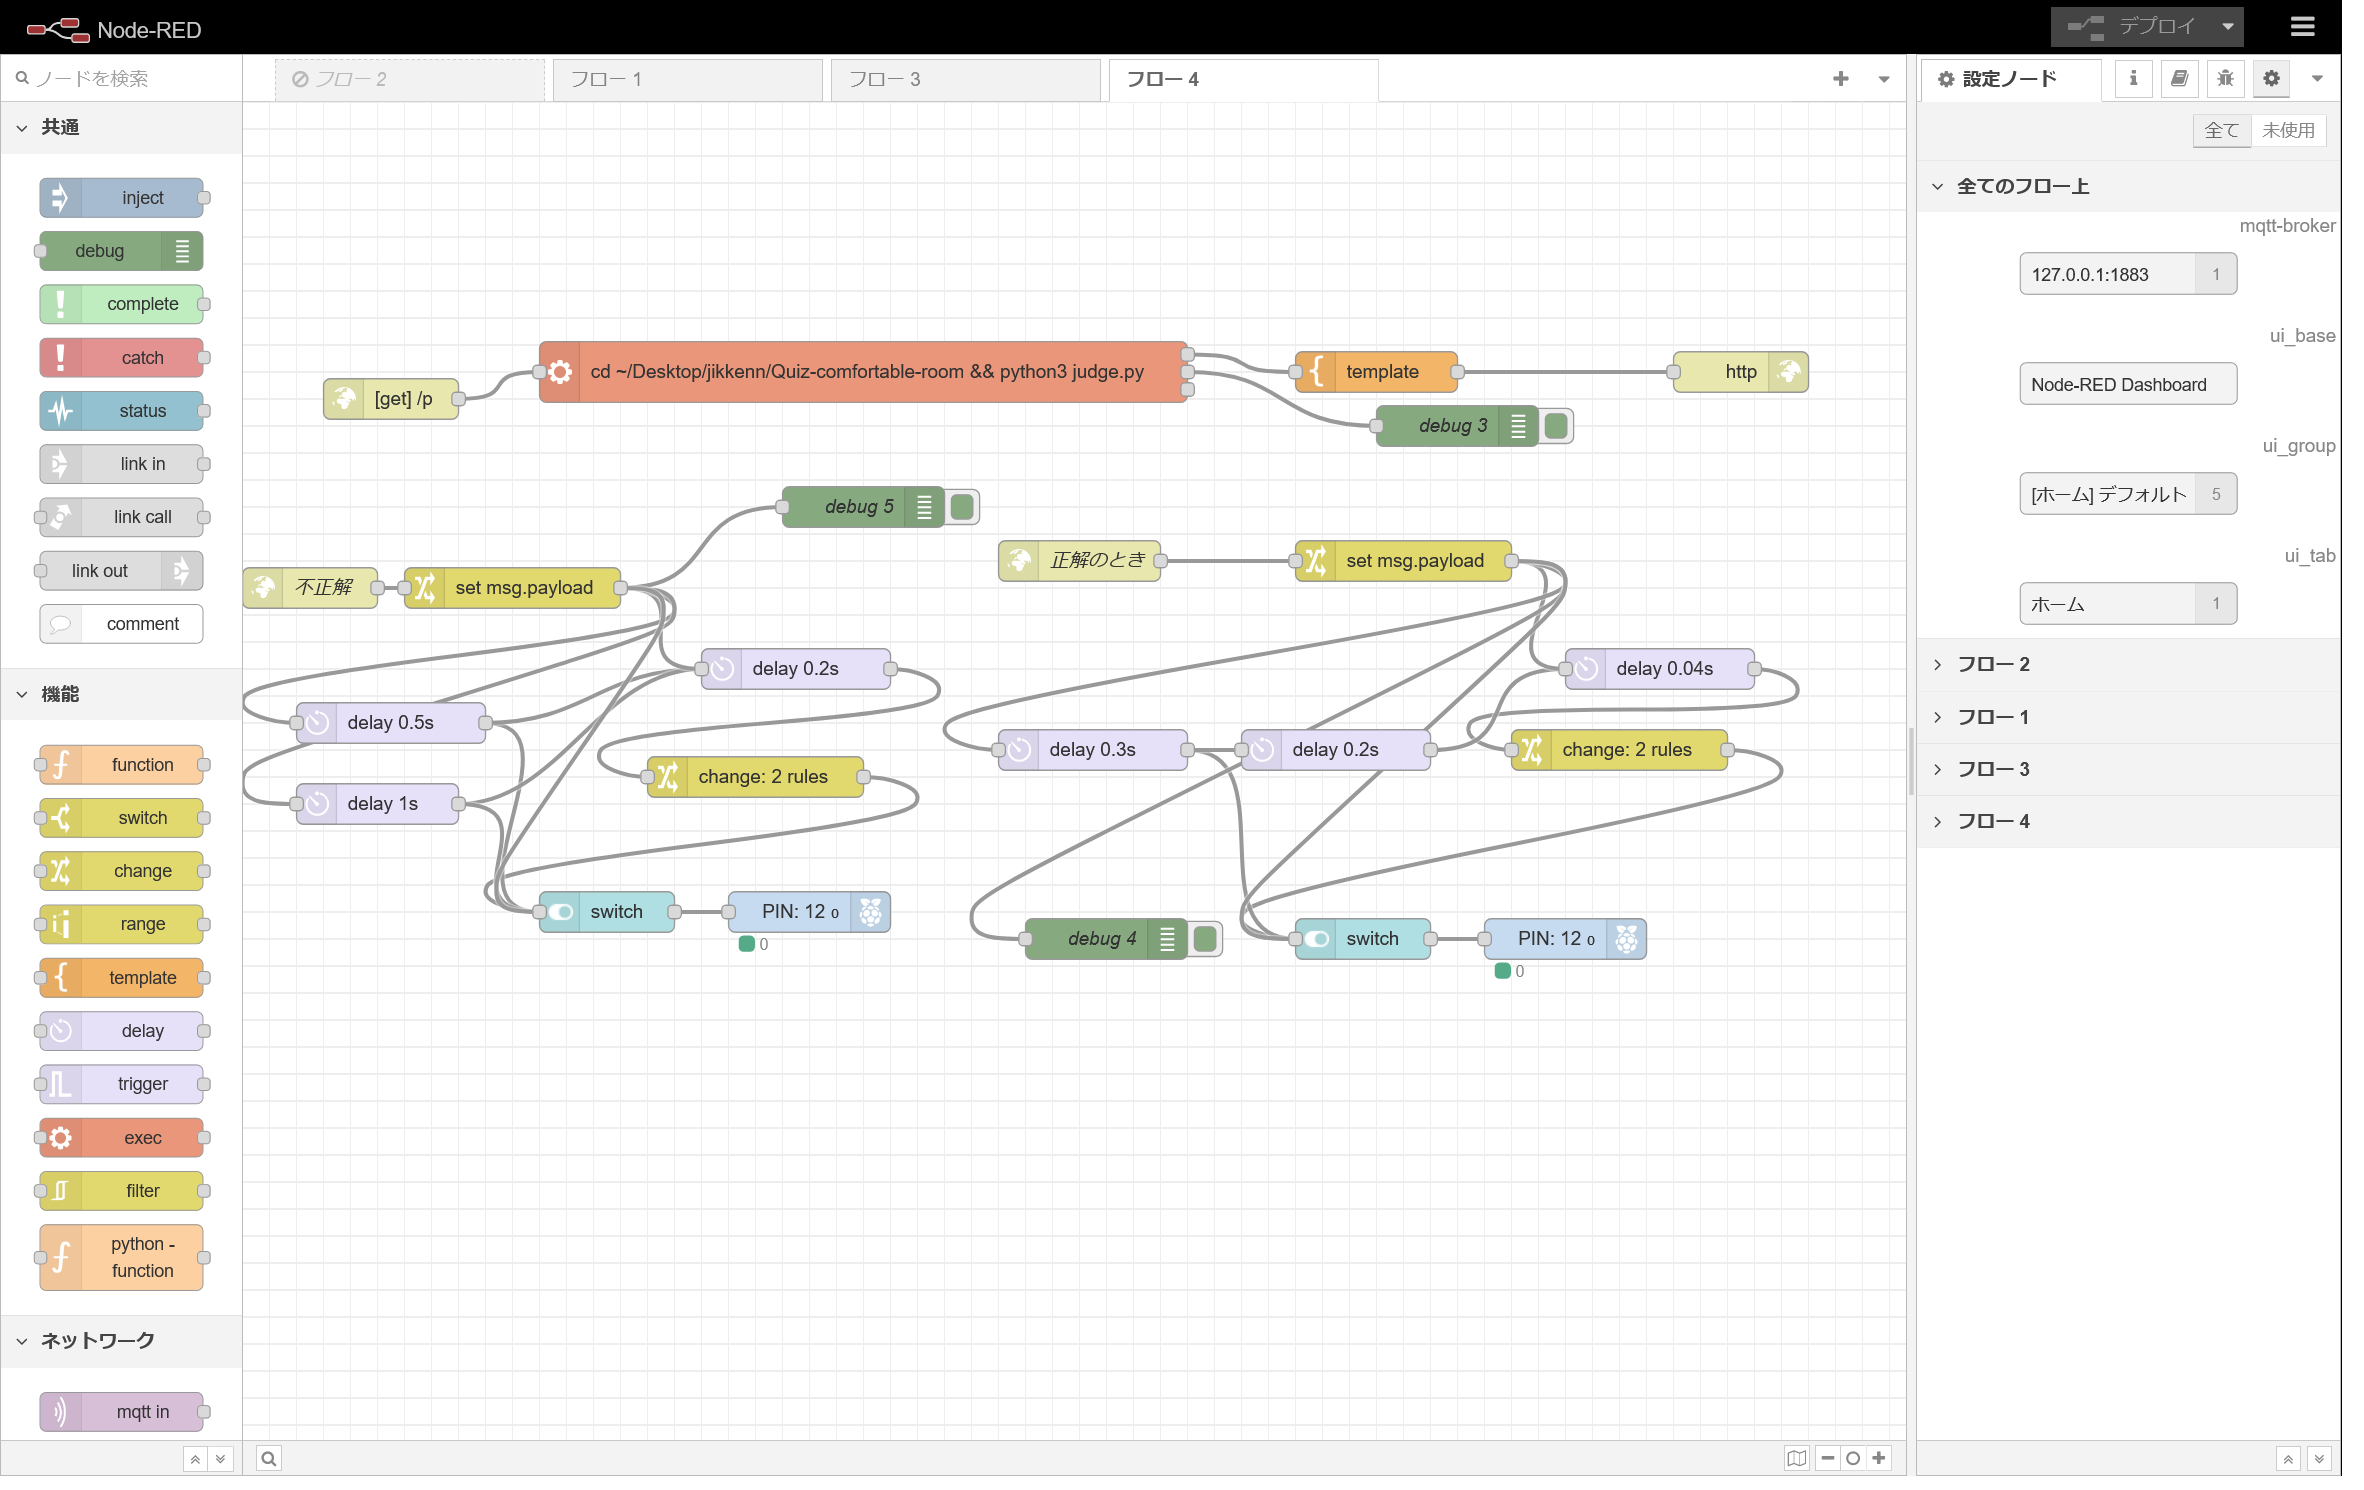 Node-RED
デプロイ
ノードを検索
フロー 2
フロー 1
フロー 3
フロー 4
設定ノード
全て
未使用
共通
inject
debug
complete
catch
status
link in
link call
link out
comment
機能
function
switch
change
range
template
delay
trigger
exec
filter
python -
function
ネットワーク
mqtt in
[get] /p
cd ~/Desktop/jikkenn/Quiz-comfortable-room && python3 judge.py
template
http
debug 3
debug 5
不正解
set msg.payload
正解のとき
set msg.payload
delay 0.2s
delay 0.04s
delay 0.5s
delay 0.3s
delay 0.2s
change: 2 rules
change: 2 rules
delay 1s
switch
PIN: 12 0
0
debug 4
switch
PIN: 12 0
0
全てのフロー上
mqtt-broker
127.0.0.1:1883 1
ui_base
Node-RED Dashboard
ui_group
[ホーム] デフォルト 5
ui_tab
ホーム 1
フロー 2
フロー 1
フロー 3
フロー 4